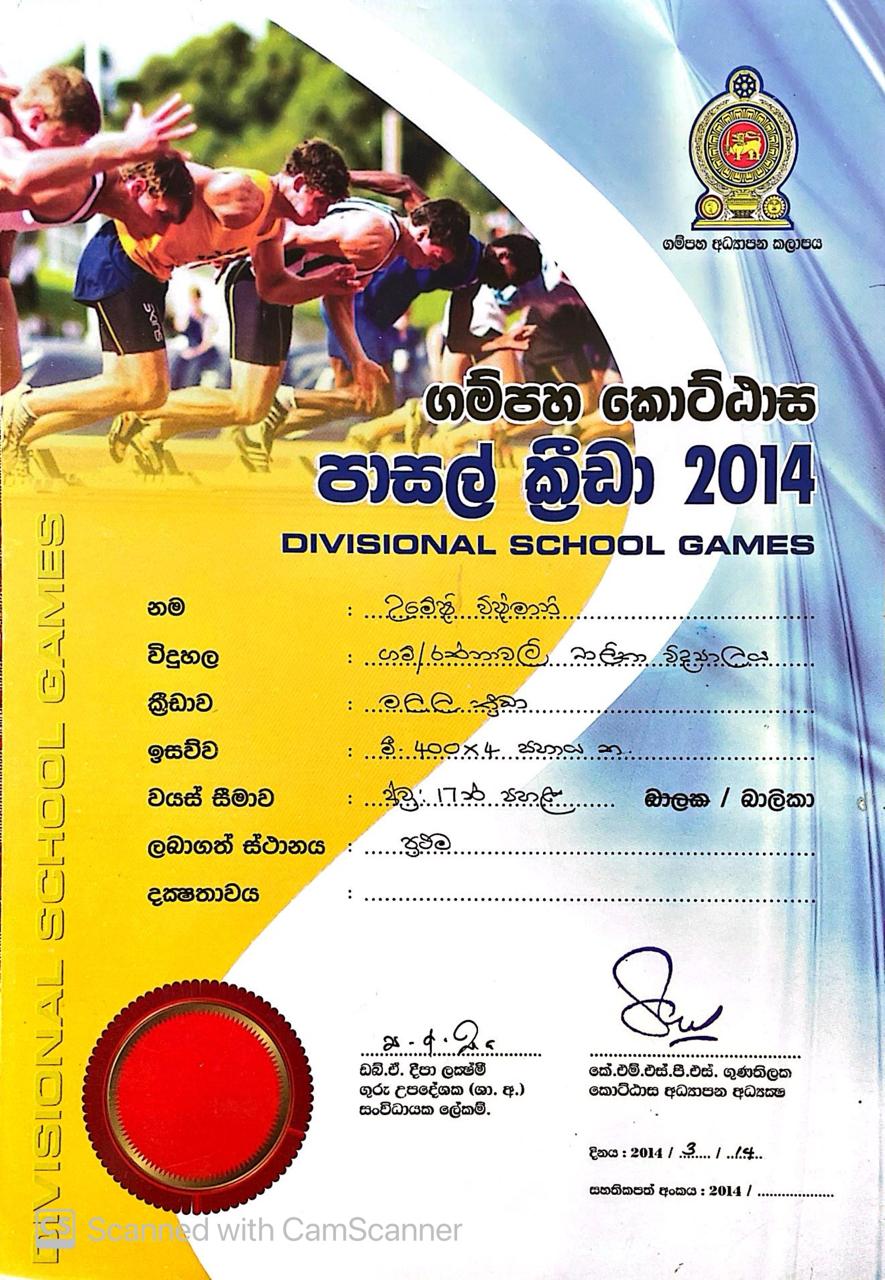 ගම්පහ අධ්‍යාපන කලාපය
ගම්පහ කොට්ඨාස
පාසල් ක්‍රීඩා 2014
DIVISIONAL SCHOOL GAMES
DIVISIONAL SCHOOL GAMES
නම : උමේෂි
විදුහල : ගම/රත්නාවලි බාලිකා විද්‍යාලය
ක්‍රීඩාව : මලල ක්‍රීඩා
ඉසව්ව : මී. 400x4 සහාය
වයස් සීමාව : අවු: 17න් පහළ බාලක / බාලිකා
ලබාගත් ස්ථානය : ප්‍රථම
දක්ෂතාවය :
ඩබ්.ඒ. දීපා ලක්ෂ්මී
ගුරු උපදේශක (ශා. අ.)
සංවිධායක ලේකම්.
කේ.එම්.එස්.පී.එස්. ගුණතිලක
කොට්ඨාස අධ්‍යාපන අධ්‍යක්ෂ
දිනය : 2014 / 3 / 14
සහතිකපත් අංකය : 2014 /
CS Scanned with CamScanner